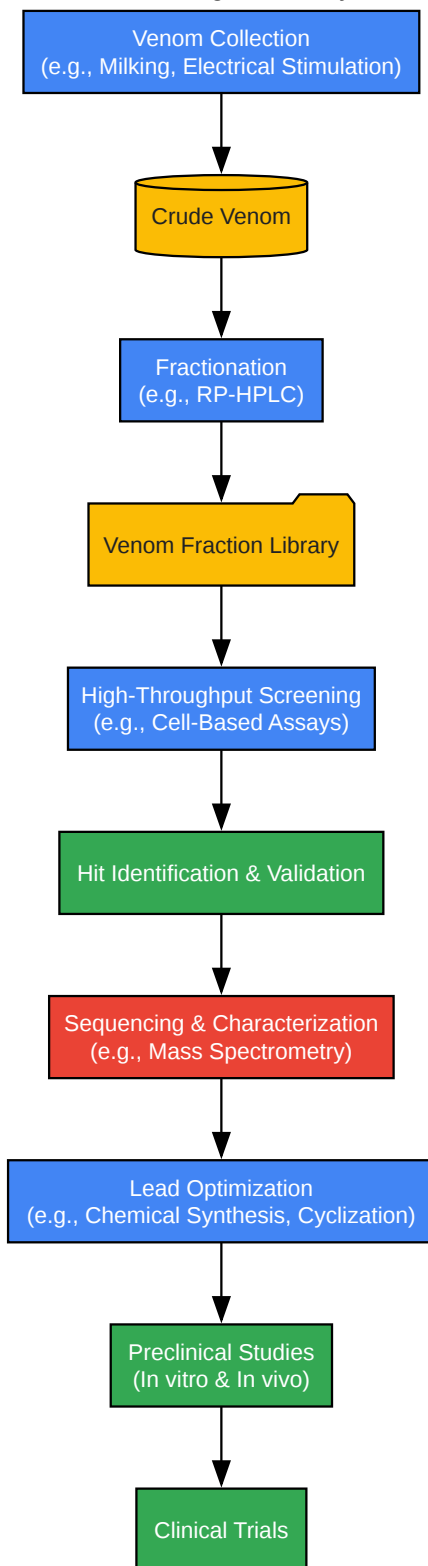 Venom Collection
(e.g., Milking, Electrical Stimulation)
Crude Venom
Fractionation
(e.g., RP-HPLC)
Venom Fraction Library
High-Throughput Screening
(e.g., Cell-Based Assays)
Hit Identification & Validation
Sequencing & Characterization
(e.g., Mass Spectrometry)
Lead Optimization
(e.g., Chemical Synthesis, Cyclization)
Preclinical Studies
(In vitro & In vivo)
Clinical Trials